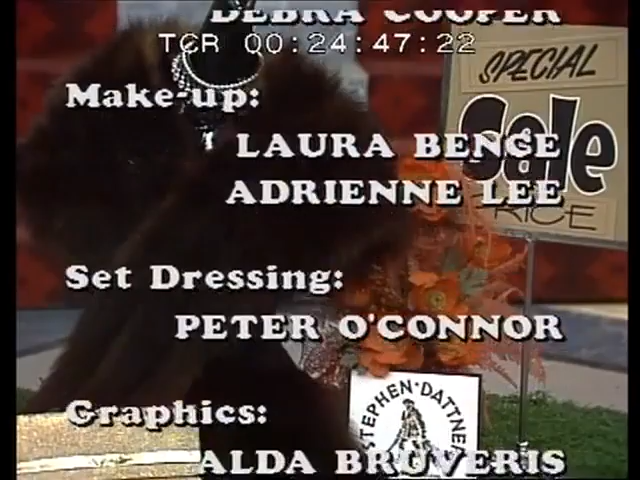 DEBRA COOPER
TCR 00:24:47:22
SPECIAL
Make-up:
Sale
LAURA BENGE
ADRIENNE LEE
PRICE
Set Dressing:
PETER O'CONNOR
STEPHEN·DATTNER
Graphics:
ALDA BRUVERIS